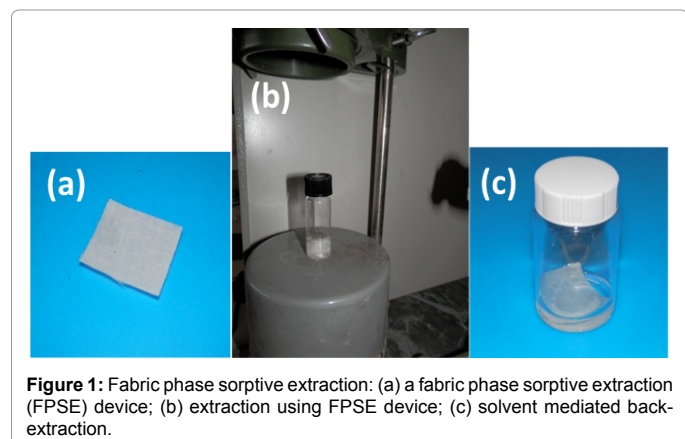 (a)
(b)
(c)
Figure 1: Fabric phase sorptive extraction: (a) a fabric phase sorptive extraction
(FPSE) device; (b) extraction using FPSE device; (c) solvent mediated back-
extraction.